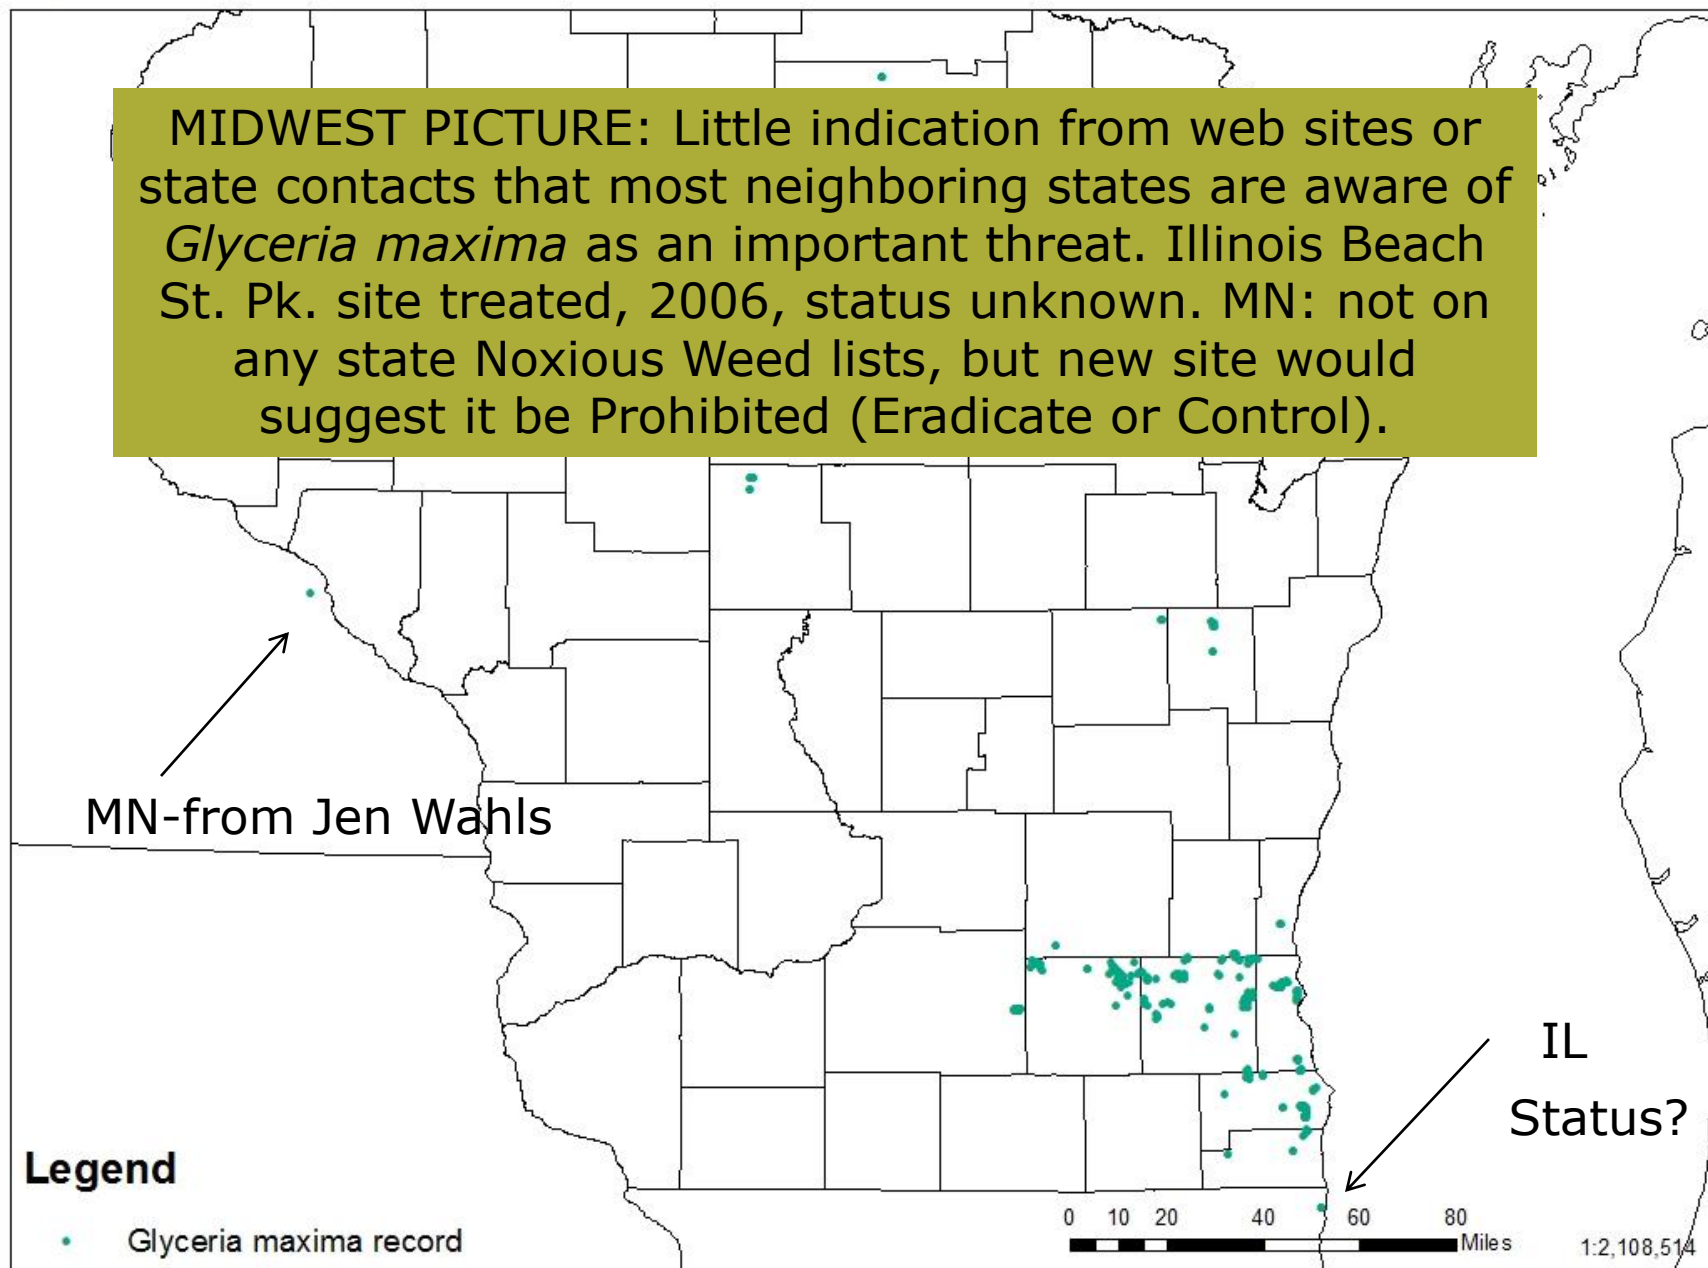 MIDWEST PICTURE: Little indication from web sites or
state contacts that most neighboring states are aware of
Glyceria maxima as an important threat. Illinois Beach
St. Pk. site treated, 2006, status unknown. MN: not on
any state Noxious Weed lists, but new site would
suggest it be Prohibited (Eradicate or Control).
MN-from Jen Wahls
IL
Status?
Legend
Glyceria maxima record
0 10 20 40 60 80
Miles
1:2,108,514